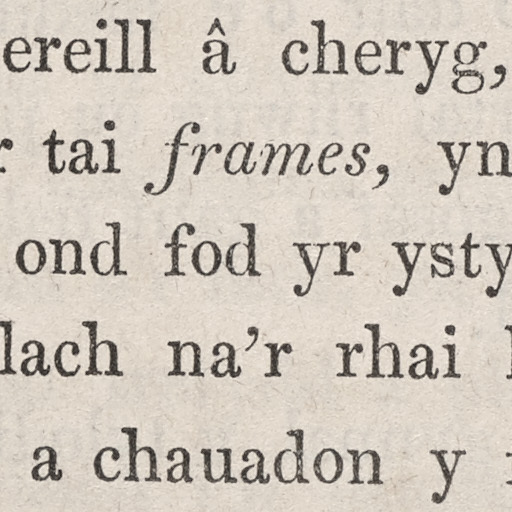 ereill â cheryg,
r tai frames, yn
ond fod yr ysty
lach na'r rhai
a chauadon y